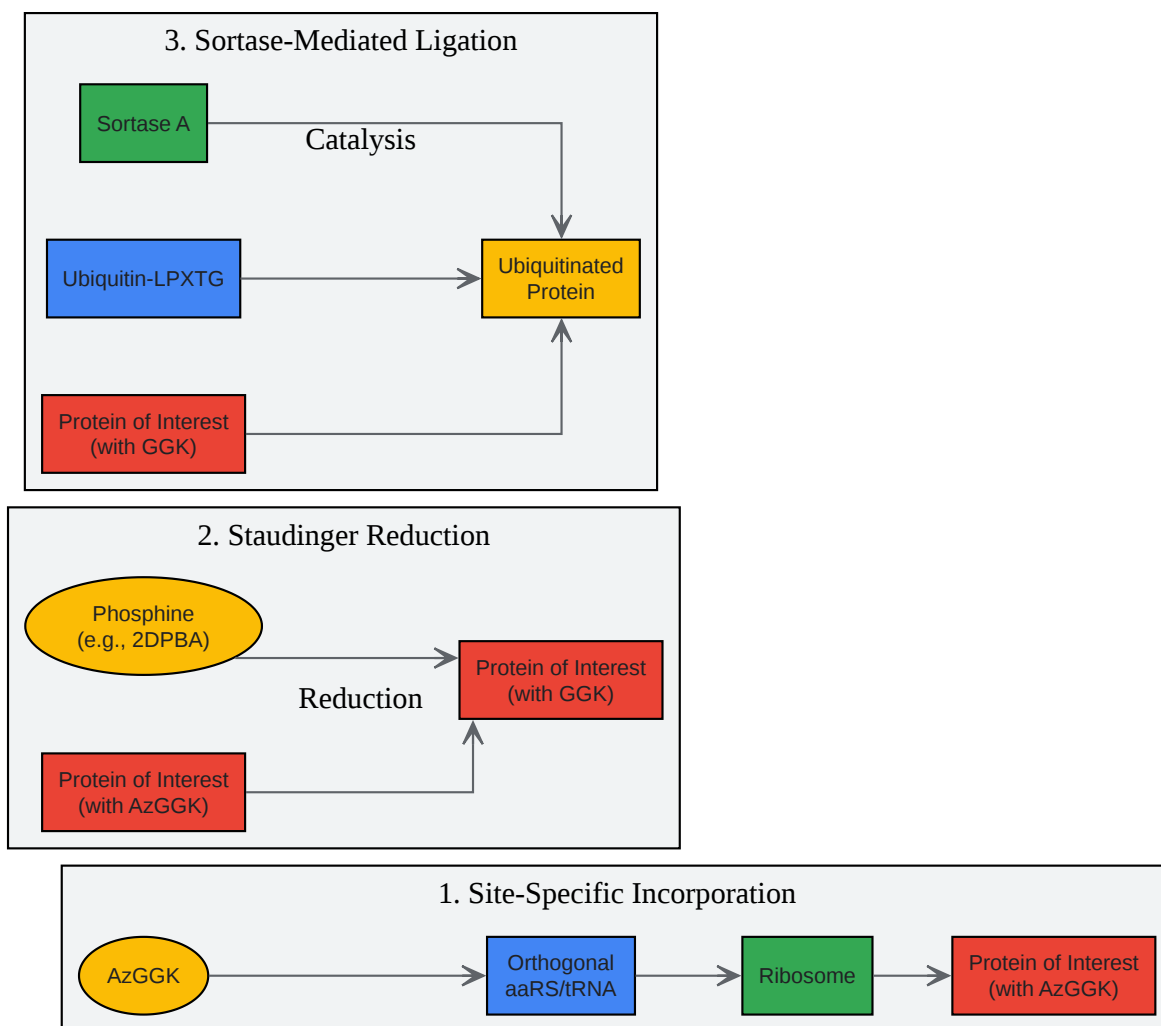 3. Sortase-Mediated Ligation
Sortase A
Catalysis
Ubiquitin-LPXTG
Ubiquitinated
Protein
Protein of Interest
(with GGK)
2. Staudinger Reduction
Phosphine
(e.g., 2DPBA)
Protein of Interest
(with GGK)
Reduction
Protein of Interest
(with AzGGK)
1. Site-Specific Incorporation
AzGGK
Orthogonal
aaRS/tRNA
Ribosome
Protein of Interest
(with AzGGK)